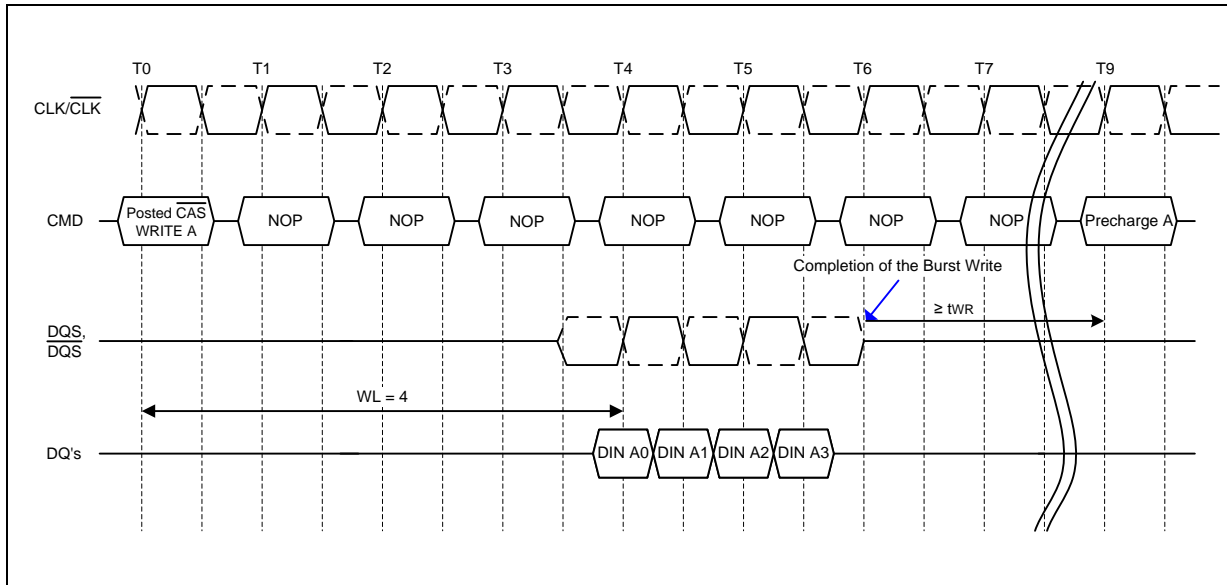 T0 T1 T2 T3 T4 T5 T6 T7 T9
CLK/CLK
CMD
Posted CAS
WRITE A
NOP NOP NOP NOP NOP NOP NOP Precharge A
Completion of the Burst Write
≥ tWR
DQS,
DQS
WL = 4
DQ's
DIN A0 DIN A1 DIN A2 DIN A3